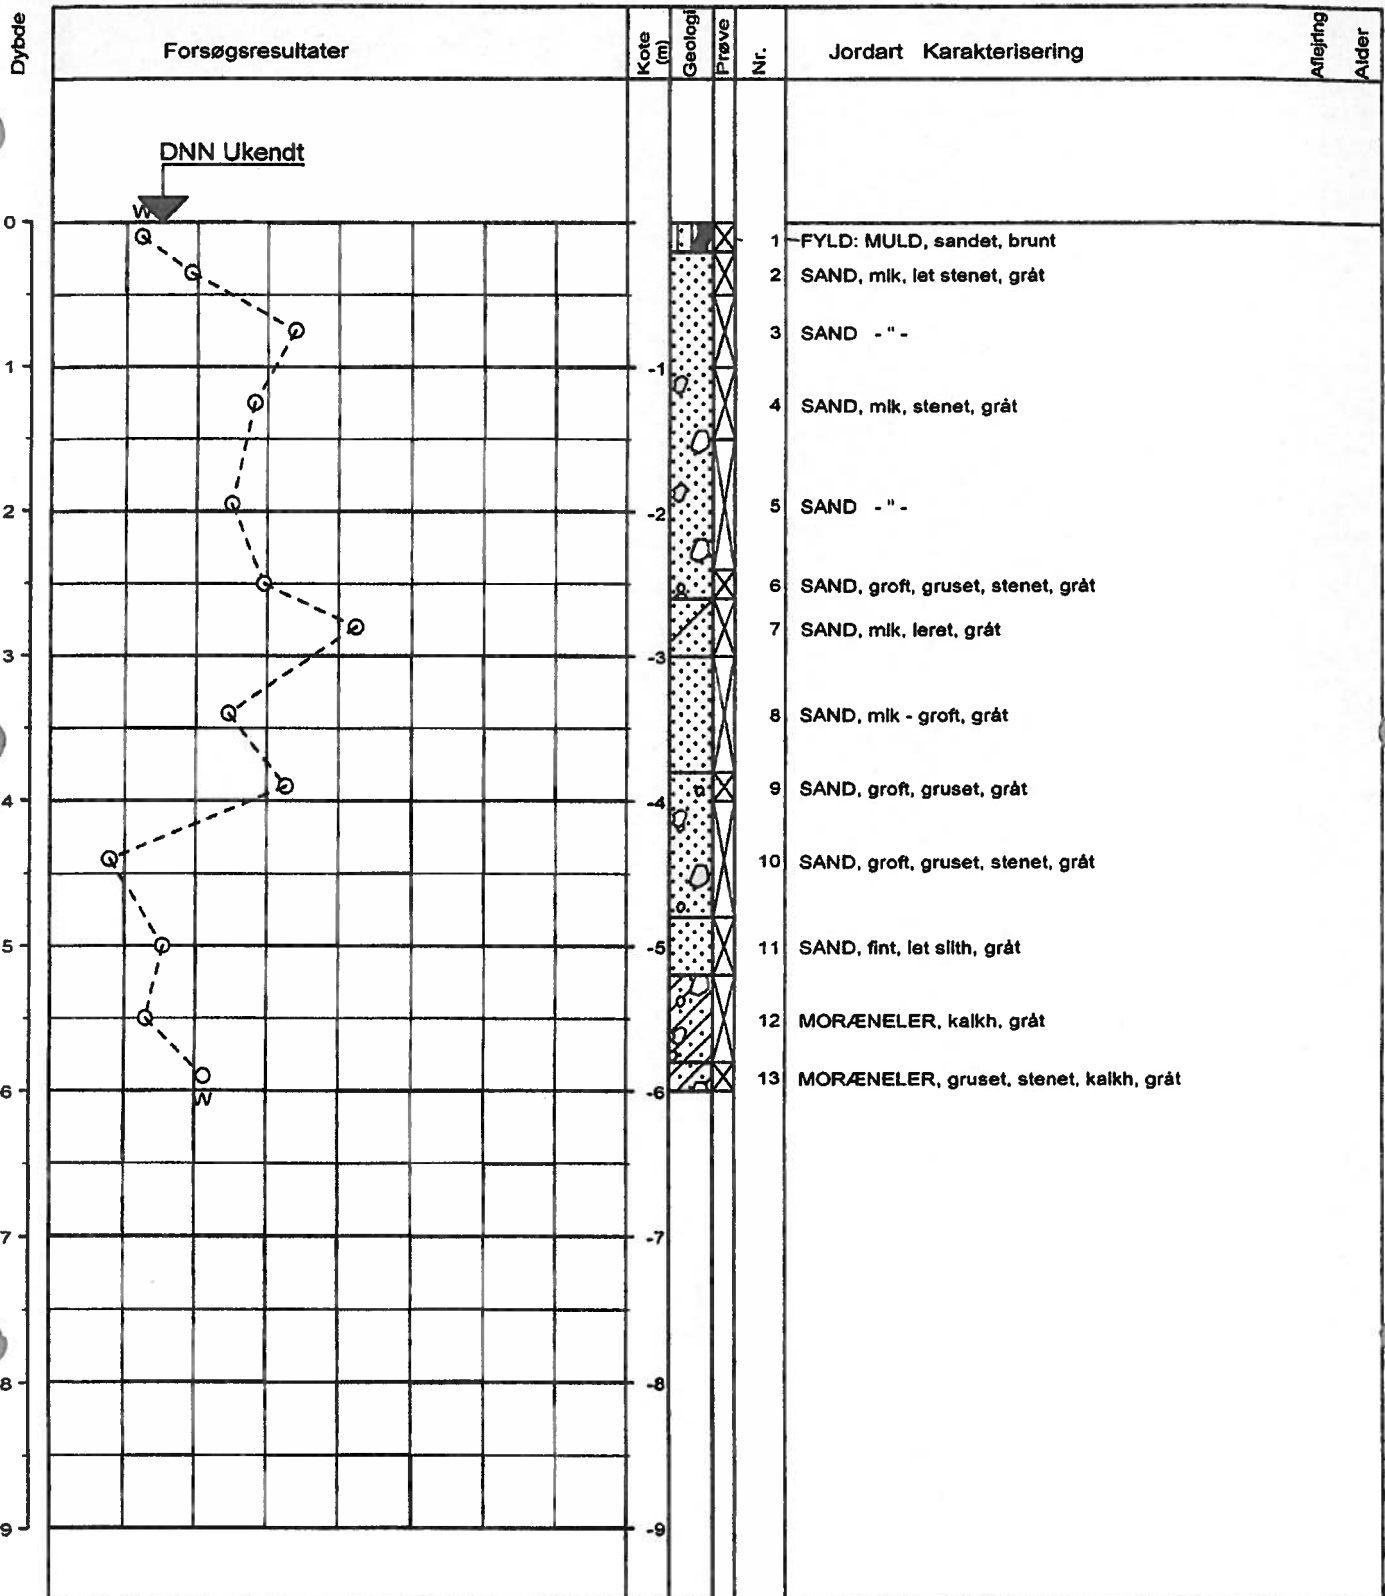 Dybde
Forsøgsresultater
Kote (m)
Geologi
Prøve
Nr.
Jordart Karakterisering
Aflejring
Alder
DNN Ukendt
W
0
1 FYLD: MULD, sandet, brunt
2 SAND, mlk, let stenet, gråt
3 SAND - " -
1 -1
4 SAND, mlk, stenet, gråt
5 SAND - " -
2 -2
6 SAND, groft, gruset, stenet, gråt
7 SAND, mlk, leret, gråt
3 -3
8 SAND, mlk - groft, gråt
9 SAND, groft, gruset, gråt
4 -4
10 SAND, groft, gruset, stenet, gråt
5 -5
11 SAND, fint, let silth, gråt
12 MORÆNELER, kalkh, gråt
13 MORÆNELER, gruset, stenet, kalkh, gråt
6 -6
W
7 -7
8 -8
9 -9